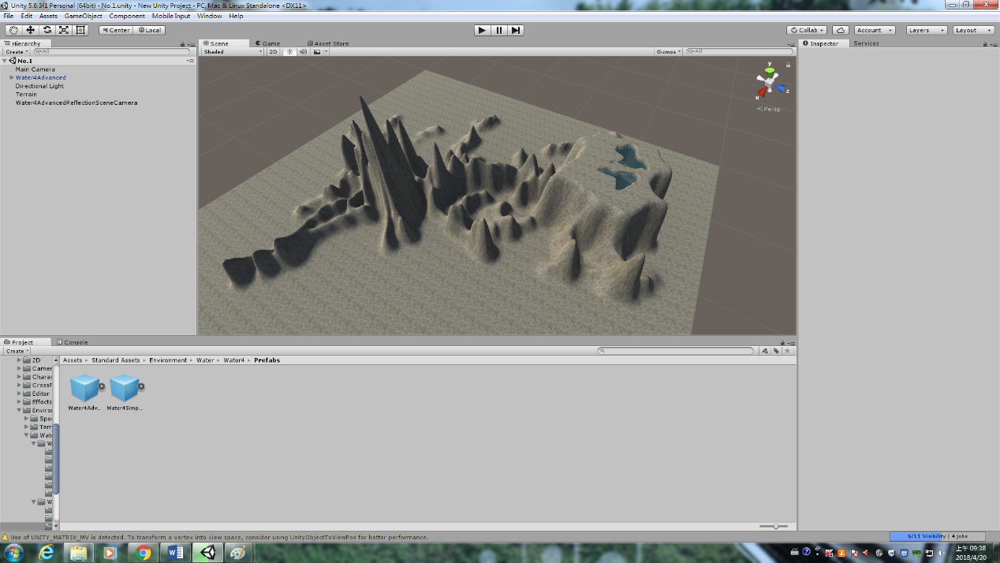 Unity 5.6.3f1 Personal (64bit) - No.1.unity - New Unity Project - PC, Mac & Linux Standalone <DX11>
File Edit Assets GameObject Component Mobile Input Window Help
Center Local Collab Account Layers Layout
Hierarchy Scene Game Asset Store Inspector Services
Create All Shaded 2D Gizmos All
No.1
Main Camera
Water4Advanced
Directional Light
Terrain
Water4AdvancedReflectionSceneCamera
y
x z
Persp
Project Console
Create
2D
Camer
Charac
CrossP
Editor
Effects
Enviro
Spe
Terr
Wat
W
W
Assets Standard Assets Environment Water Water4 Prefabs
Water4Adv... Water4Simp...
Use of UNITY_MATRIX_MV is detected. To transform a vertex into view space, consider using UnityObjectToViewPos for better performance.
6/11 Visibility | 4 jobs
上午 09:38
2018/4/20